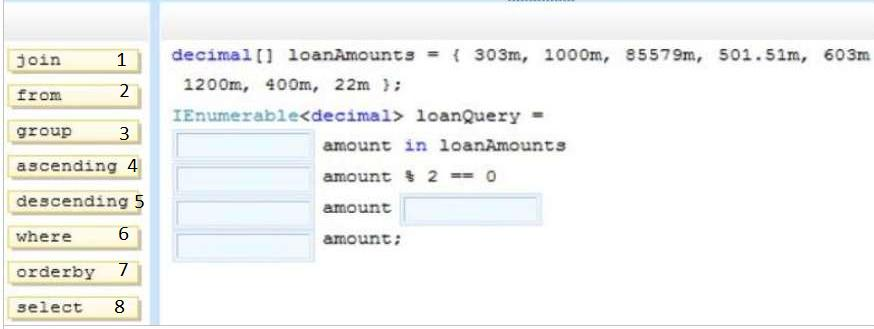 join 1
from 2
group 3
ascending 4
descending 5
where 6
orderby 7
select 8
decimal[] loanAmounts = { 303m, 1000m, 85579m, 501.51m, 603m
1200m, 400m, 22m };
IEnumerable<decimal> loanQuery =
amount in loanAmounts
amount % 2 == 0
amount
amount;